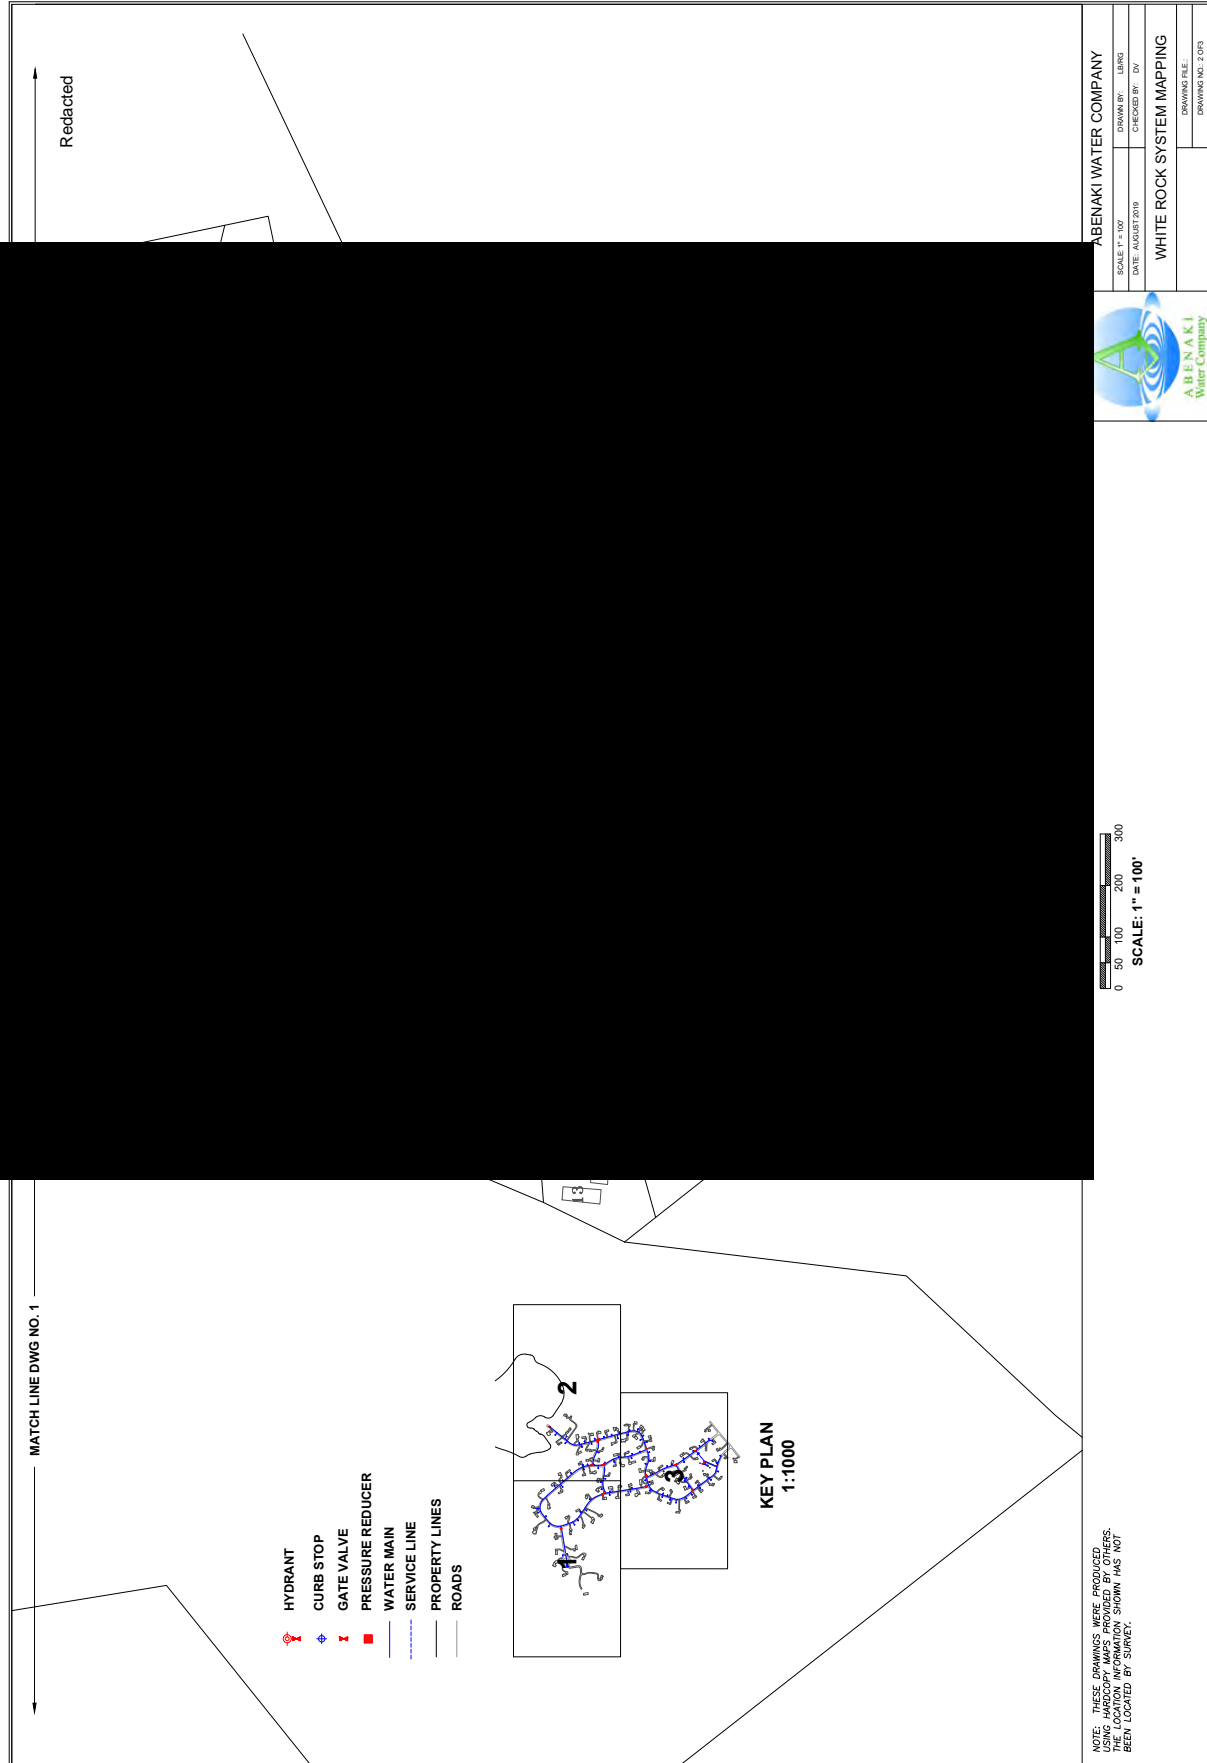 Redacted
MATCH LINE DWG NO. 1
HYDRANT
CURB STOP
GATE VALVE
PRESSURE REDUCER
WATER MAIN
SERVICE LINE
PROPERTY LINES
ROADS
1
2
3
KEY PLAN
1:1000
13
NOTE: THESE DRAWINGS WERE PRODUCED
USING HARDCOPY MAPS PROVIDED BY OTHERS.
THE LOCATION INFORMATION SHOWN HAS NOT
BEEN LOCATED BY SURVEY.
0 50 100 200 300
SCALE: 1" = 100'
ABENAKI
Water Company
ABENAKI WATER COMPANY
SCALE: 1" = 100'
DRAWN BY: LB/RG
DATE: AUGUST 2019
CHECKED BY: DV
WHITE ROCK SYSTEM MAPPING
DRAWING FILE.:
DRAWING NO.: 2 OF3